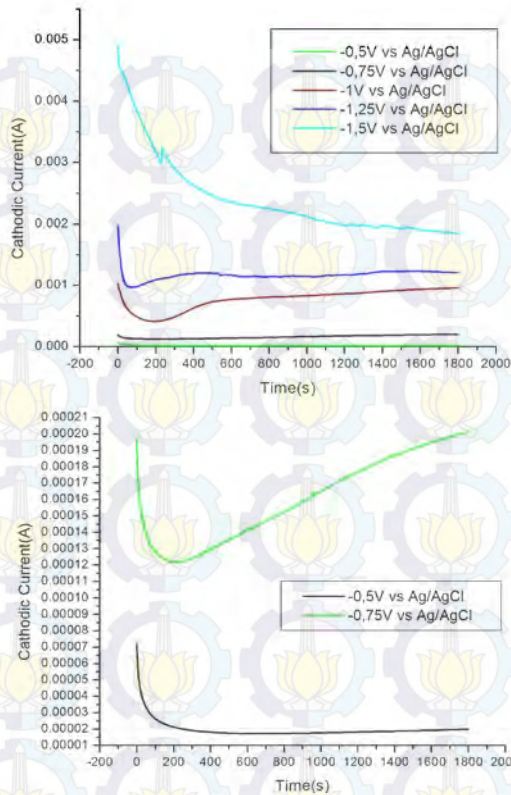 0.005
0.004
0.003
0.002
0.001
0.000
Cathodic Current(A)
-0,5V vs Ag/AgCl
-0,75V vs Ag/AgCl
-1V vs Ag/AgCl
-1,25V vs Ag/AgCl
-1,5V vs Ag/AgCl
-200 0 200 400 600 800 1000 1200 1400 1600 1800 2000
Time(s)
0.00021
0.00020
0.00019
0.00018
0.00017
0.00016
0.00015
0.00014
0.00013
0.00012
0.00011
0.00010
0.00009
0.00008
0.00007
0.00006
0.00005
0.00004
0.00003
0.00002
0.00001
Cathodic Current(A)
-0,5V vs Ag/AgCl
-0,75V vs Ag/AgCl
-200 0 200 400 600 800 1000 1200 1400 1600 1800 200
Time(s)